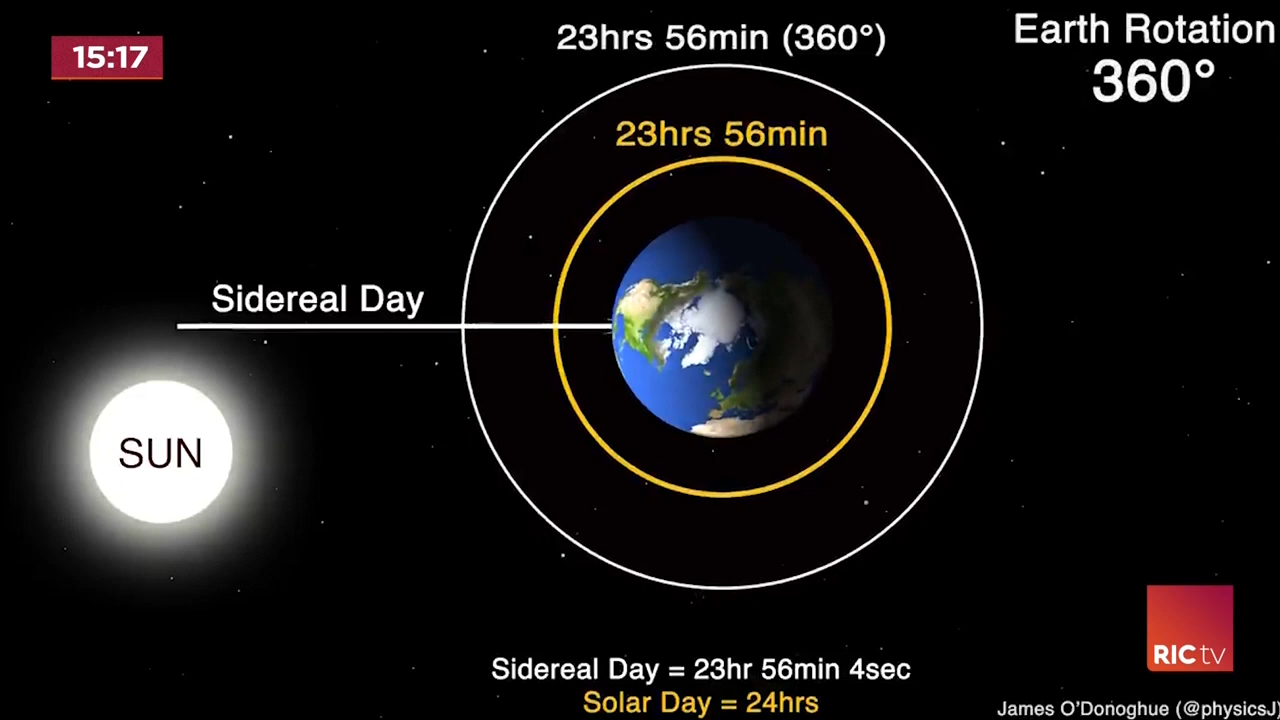 15:17
23hrs 56min (360°)
Earth Rotation
360°
23hrs 56min
Sidereal Day
SUN
RIC tv
Sidereal Day = 23hr 56min 4sec
Solar Day = 24hrs
James O'Donoghue (@physicsJ)